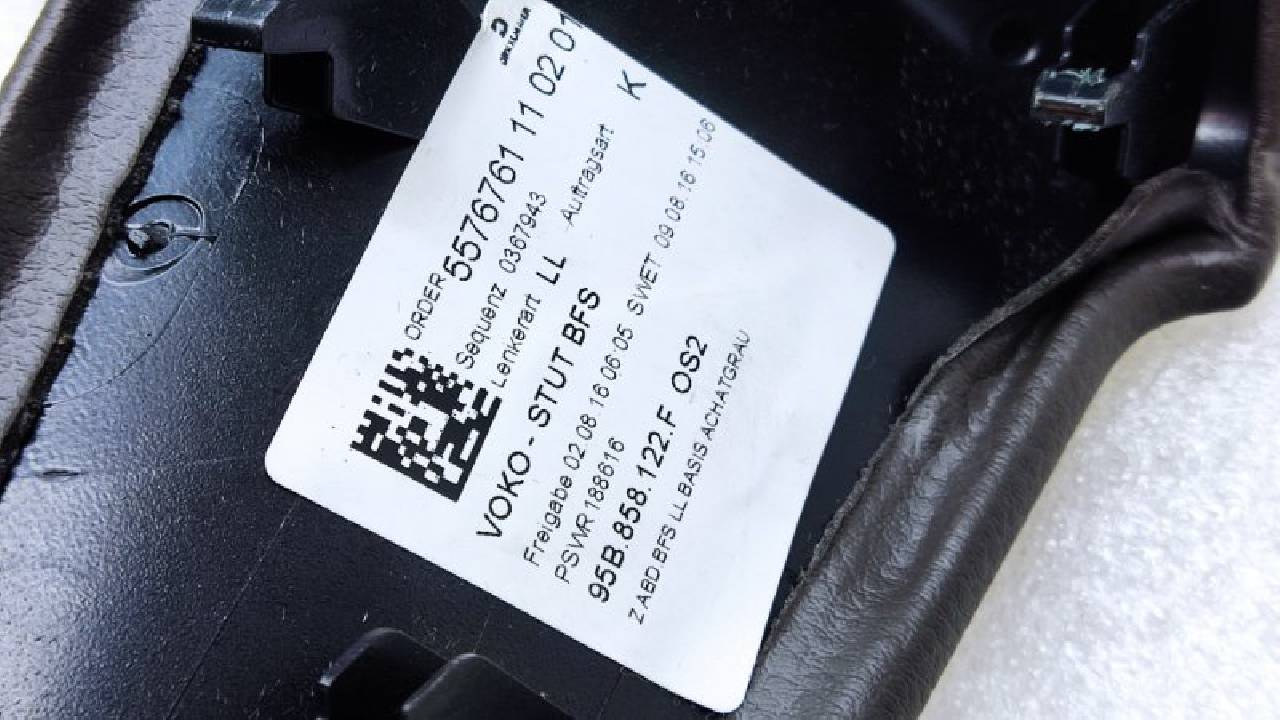 ORDER 5576761 11 02 01
Sequenz 0367943
Lenkerart LL Auftragsart K
VOKO - STUT BFS
Freigabe 02.08 16 06:05 SWET 09.08.16 15:06
PSWR 188616
95B.858.122.F OS2
Z ABD BFS LL BASIS ACHATGRAU